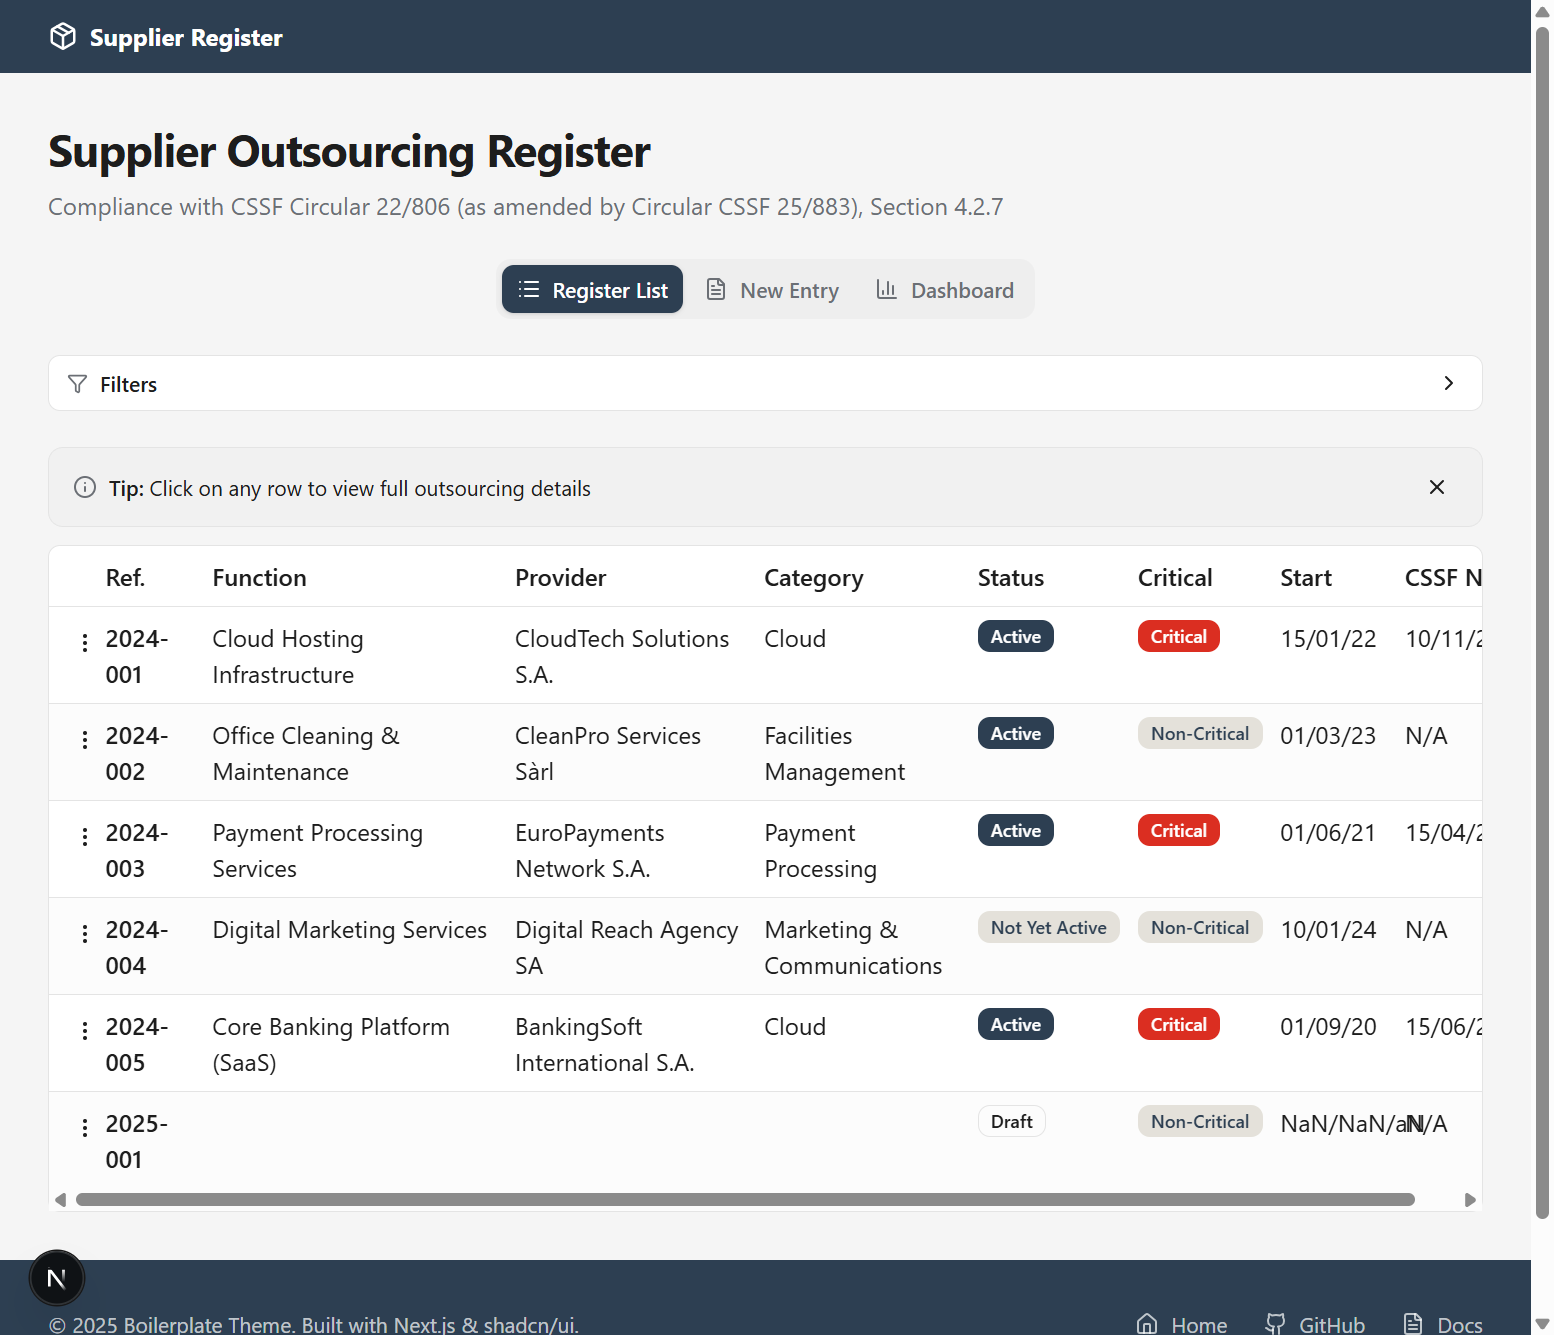 Supplier Register
Supplier Outsourcing Register
Compliance with CSSF Circular 22/806 (as amended by Circular CSSF 25/883), Section 4.2.7
Register List New Entry Dashboard
Filters
Tip: Click on any row to view full outsourcing details
Ref. Function Provider Category Status Critical Start CSSF N
2024- Cloud Hosting CloudTech Solutions Cloud Active Critical 15/01/22 10/11/2
001 Infrastructure S.A.
2024- Office Cleaning & CleanPro Services Facilities Active Non-Critical 01/03/23 N/A
002 Maintenance Sàrl Management
2024- Payment Processing EuroPayments Payment Active Critical 01/06/21 15/04/2
003 Services Network S.A. Processing
2024- Digital Marketing Services Digital Reach Agency Marketing & Not Yet Active Non-Critical 10/01/24 N/A
004 SA Communications
2024- Core Banking Platform BankingSoft Cloud Active Critical 01/09/20 15/06/2
005 (SaaS) International S.A.
2025- Draft Non-Critical NaN/NaN/aN N/A
001
N
© 2025 Boilerplate Theme. Built with Next.js & shadcn/ui. Home GitHub Docs